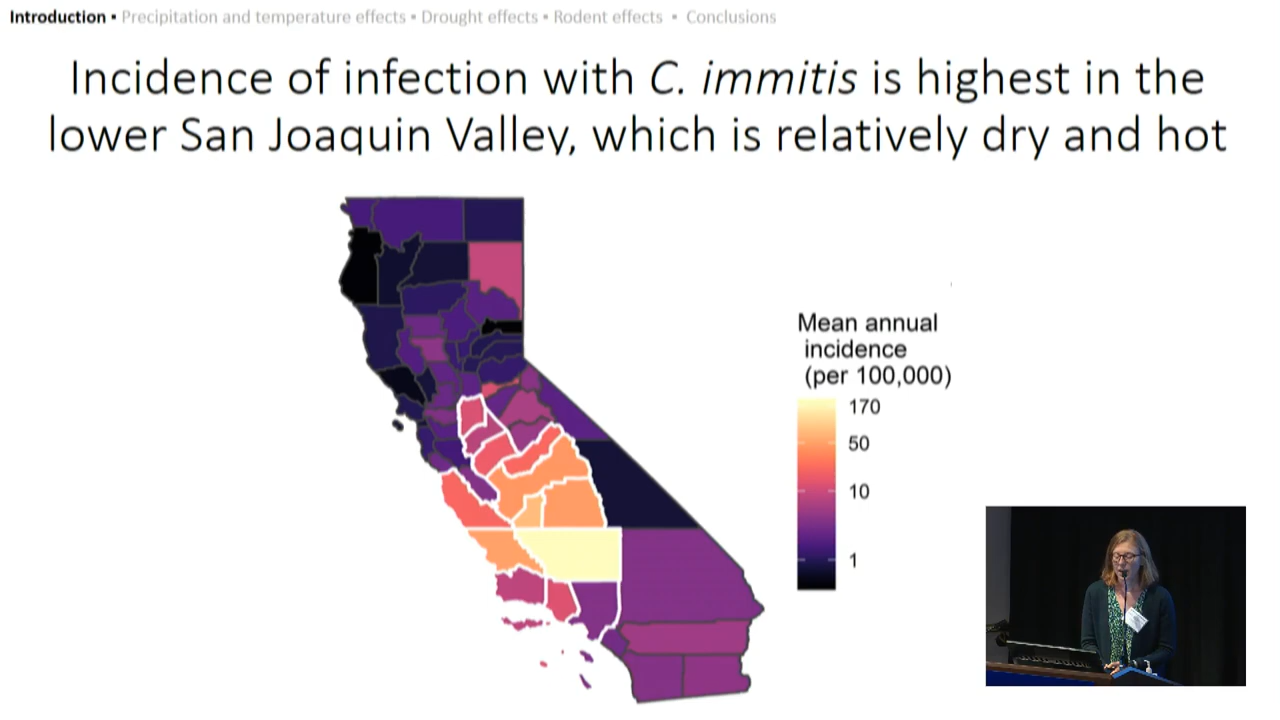 Introduction • Precipitation and temperature effects • Drought effects • Rodent effects • Conclusions
Incidence of infection with C. immitis is highest in the
lower San Joaquin Valley, which is relatively dry and hot
Mean annual
incidence
(per 100,000)
170
50
10
1